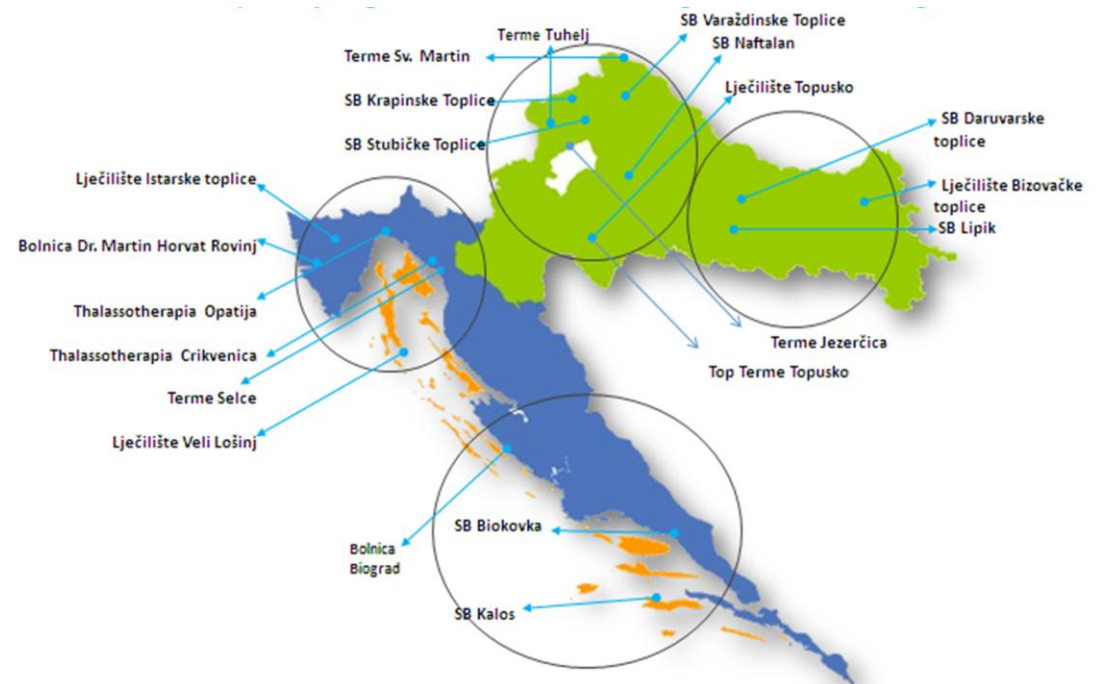 SB Varaždinske Toplice
Terme Tuhelj
SB Naftalan
Terme Sv. Martin
Lječilište Topusko
SB Krapinske Toplice
SB Daruvarske
toplice
SB Stubičke Toplice
Lječilište Istarske toplice
Lječilište Bizovačke
toplice
SB Lipik
Bolnica Dr. Martin Horvat Rovinj
Thalassotherapia Opatija
Terme Jezerčica
Thalassotherapia Crikvenica
Top Terme Topusko
Terme Selce
Lječilište Veli Lošinj
SB Biokovka
Bolnica
Biograd
SB Kalos